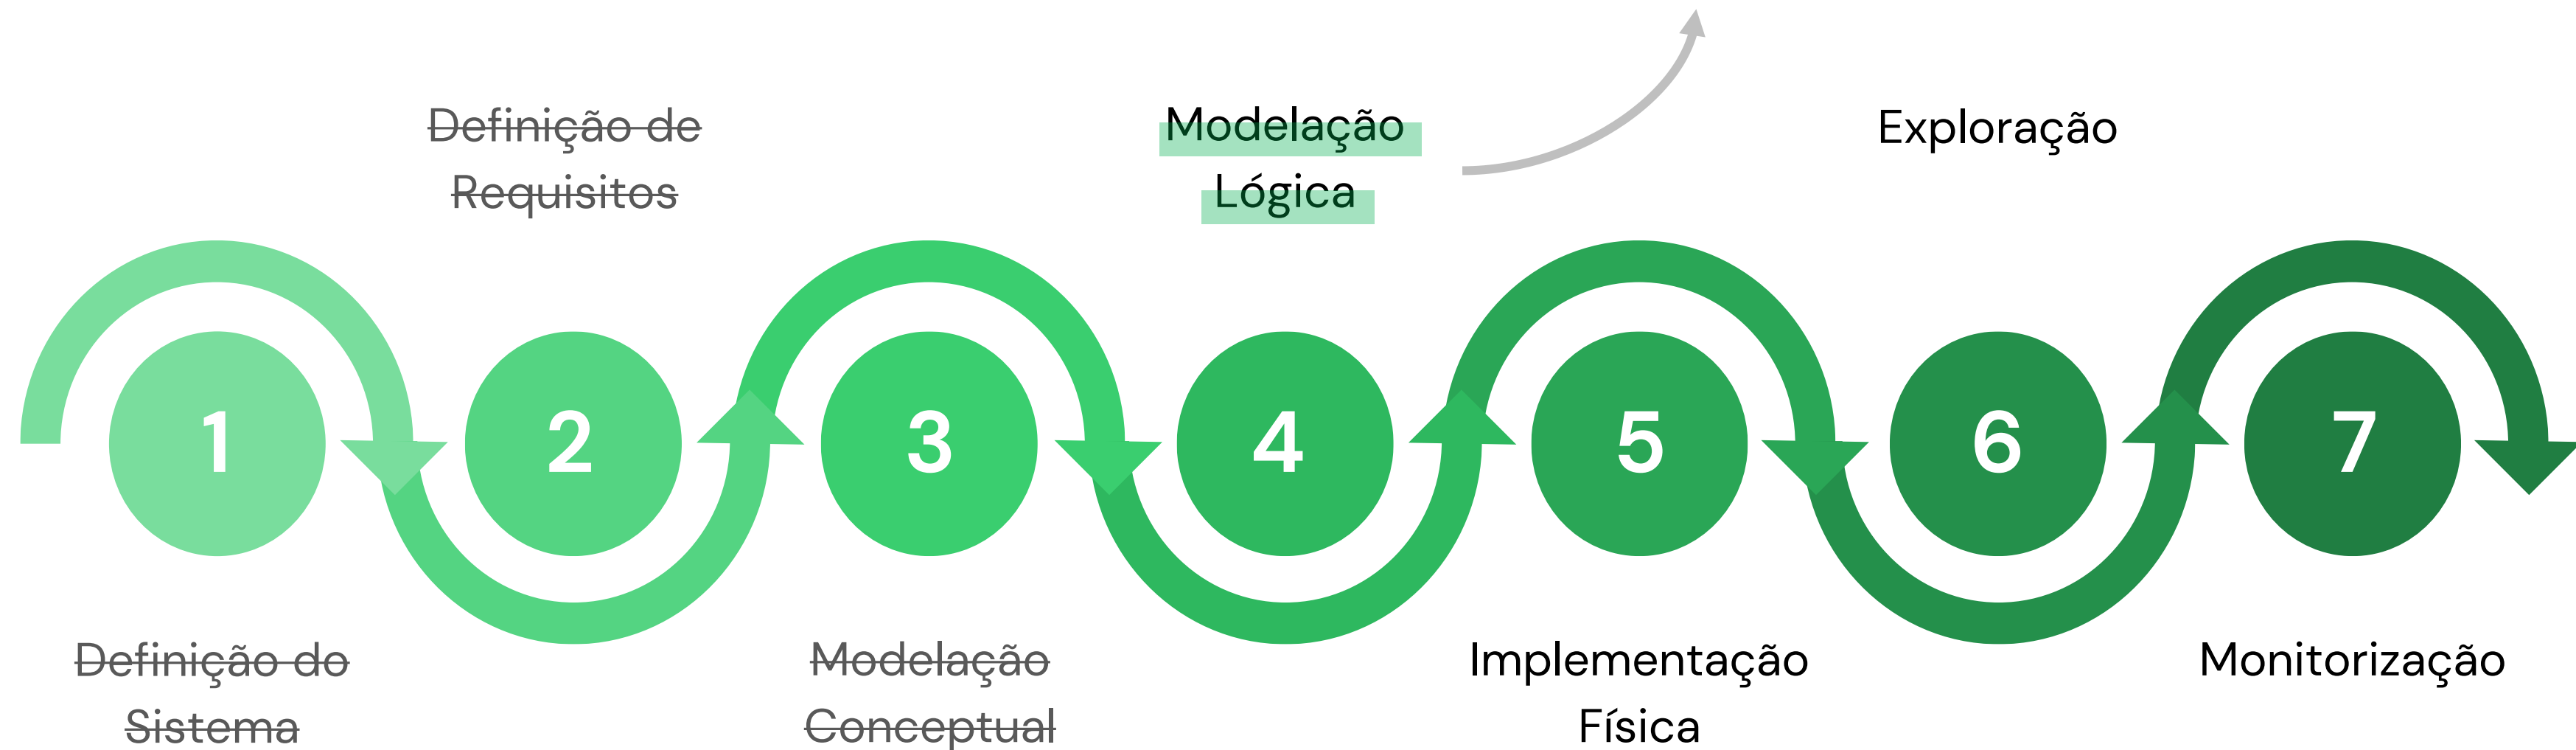 Definição de
Requisitos
Modelação
Lógica
Exploração
1
2
3
4
5
6
7
Definição do
Sistema
Modelação
Conceptual
Implementação
Física
Monitorização